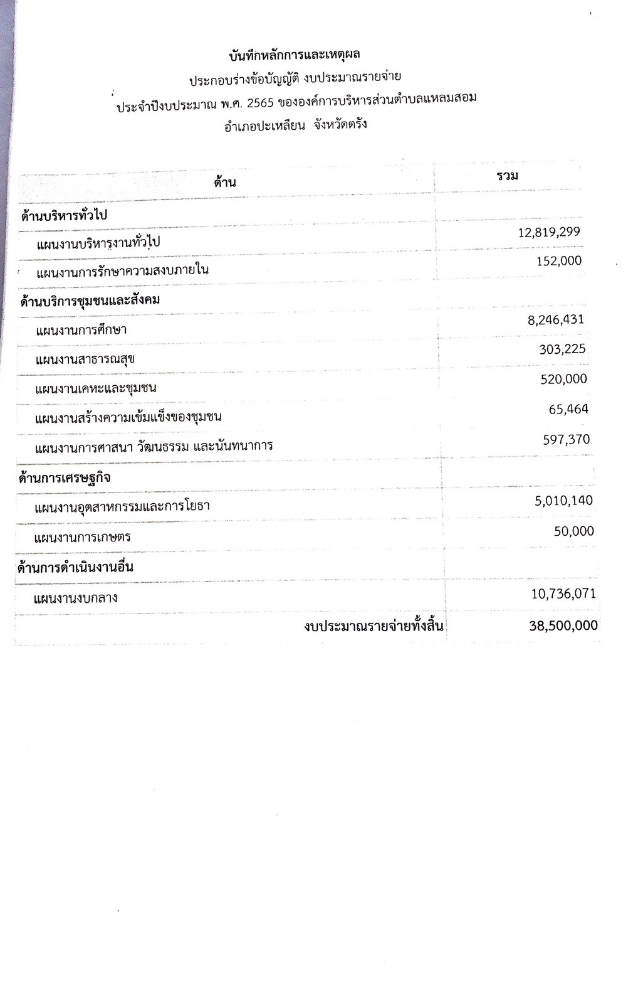 บันทึกหลักการและเหตุผล
ประกอบร่างข้อบัญญัติ งบประมาณรายจ่าย
ประจำปีงบประมาณ พ.ศ. 2565 ขององค์การบริหารส่วนตำบลแหลมสอม
อำเภอปะเหลียน จังหวัดตรัง
ด้าน รวม
ด้านบริหารทั่วไป
แผนงานบริหารงานทั่วไป 12,819,299
แผนงานการรักษาความสงบภายใน 152,000
ด้านบริการชุมชนและสังคม
แผนงานการศึกษา 8,246,431
แผนงานสาธารณสุข 303,225
แผนงานเคหะและชุมชน 520,000
แผนงานสร้างความเข้มแข็งของชุมชน 65,464
แผนงานการศาสนา วัฒนธรรม และนันทนาการ 597,370
ด้านการเศรษฐกิจ
แผนงานอุตสาหกรรมและการโยธา 5,010,140
แผนงานการเกษตร 50,000
ด้านการดำเนินงานอื่น
แผนงานงบกลาง 10,736,071
งบประมาณรายจ่ายทั้งสิ้น 38,500,000